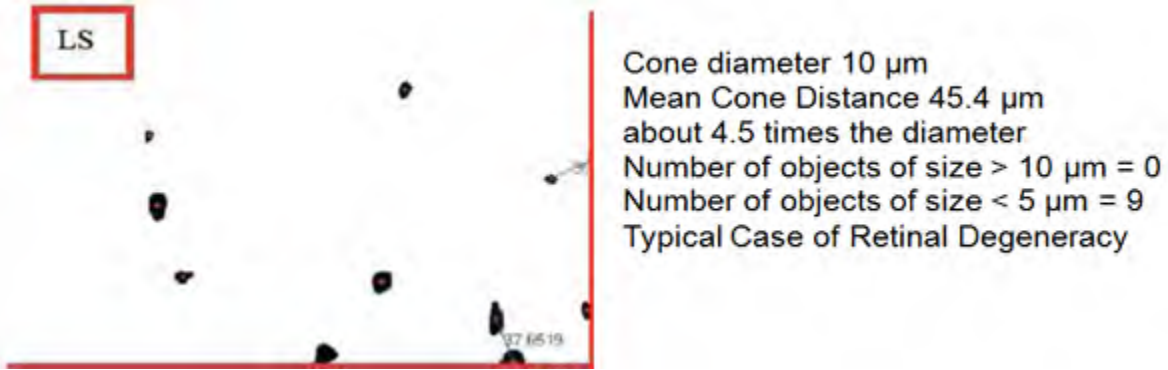 LS
Cone diameter 10 µm
Mean Cone Distance 45.4 µm
about 4.5 times the diameter
Number of objects of size > 10 µm = 0
Number of objects of size < 5 µm = 9
Typical Case of Retinal Degeneracy
37.6519